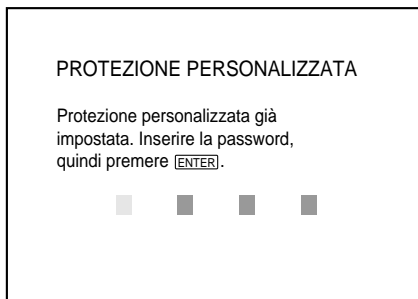 PROTEZIONE PERSONALIZZATA
Protezione personalizzata già
impostata. Inserire la password,
quindi premere ENTER.